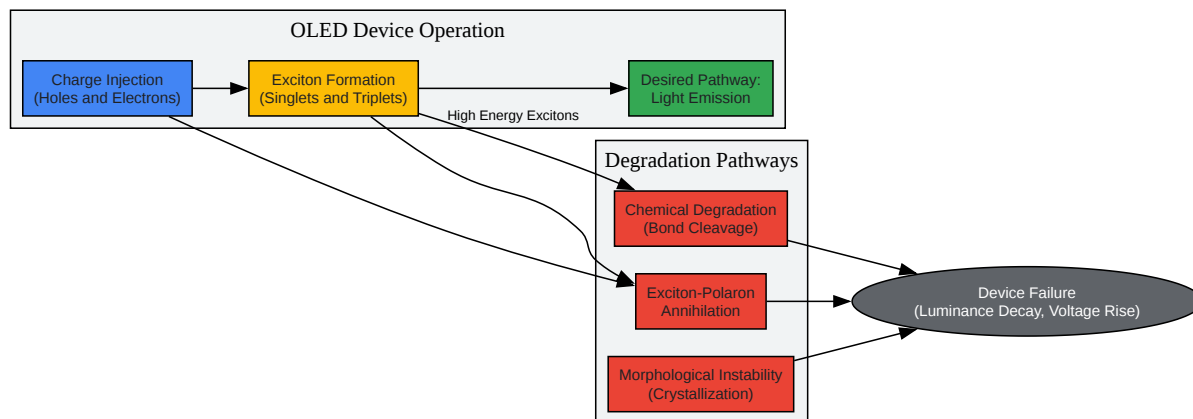 OLED Device Operation
Charge Injection
(Holes and Electrons)
Exciton Formation
(Singlets and Triplets)
Desired Pathway:
Light Emission
High Energy Excitons
Degradation Pathways
Chemical Degradation
(Bond Cleavage)
Exciton-Polaron
Annihilation
Device Failure
(Luminance Decay, Voltage Rise)
Morphological Instability
(Crystallization)